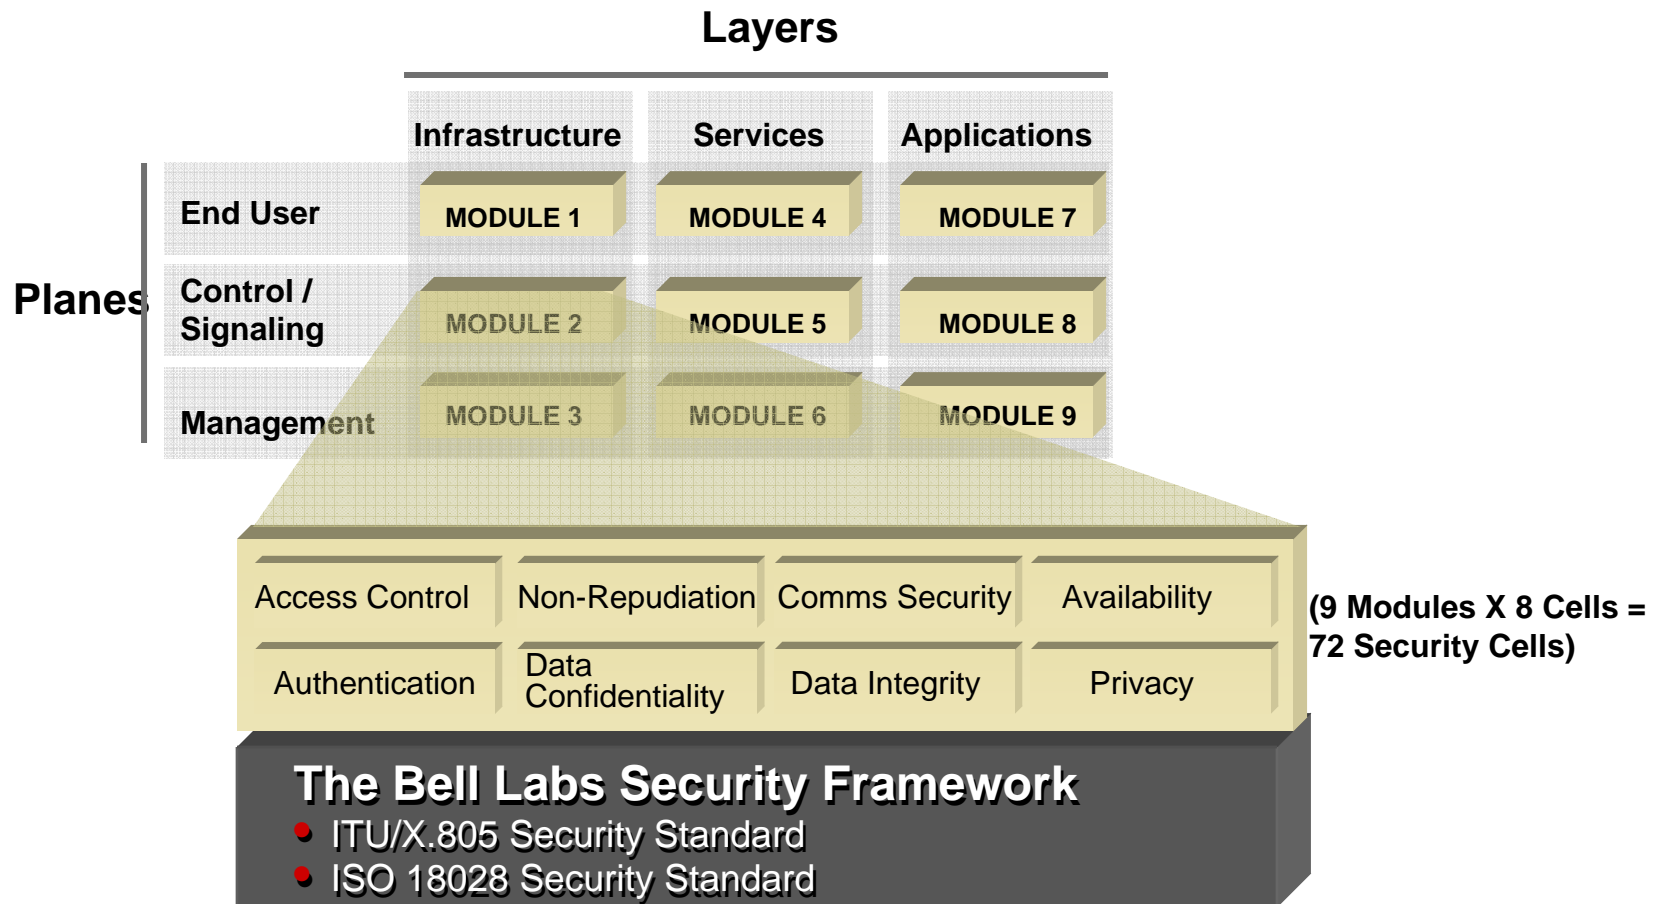 Layers
Infrastructure Services Applications
End User MODULE 1 MODULE 4 MODULE 7
Planes
Control /
Signaling
MODULE 2 MODULE 5 MODULE 8
Management MODULE 3 MODULE 6 MODULE 9
Access Control Non-Repudiation Comms Security Availability
Authentication Data
Confidentiality Data Integrity Privacy
(9 Modules X 8 Cells =
72 Security Cells)
The Bell Labs Security Framework
• ITU/X.805 Security Standard
• ISO 18028 Security Standard